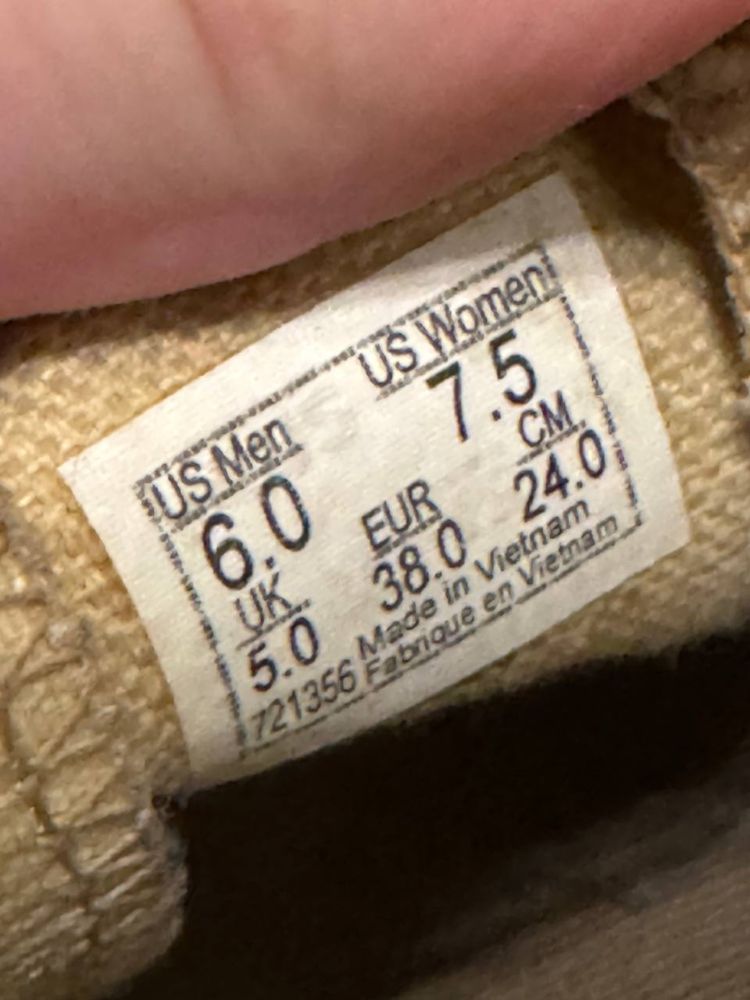 US Men US Women
6.0 7.5
UK EUR CM
5.0 38.0 24.0
Made in Vietnam
721356 Fabrique en Vietnam